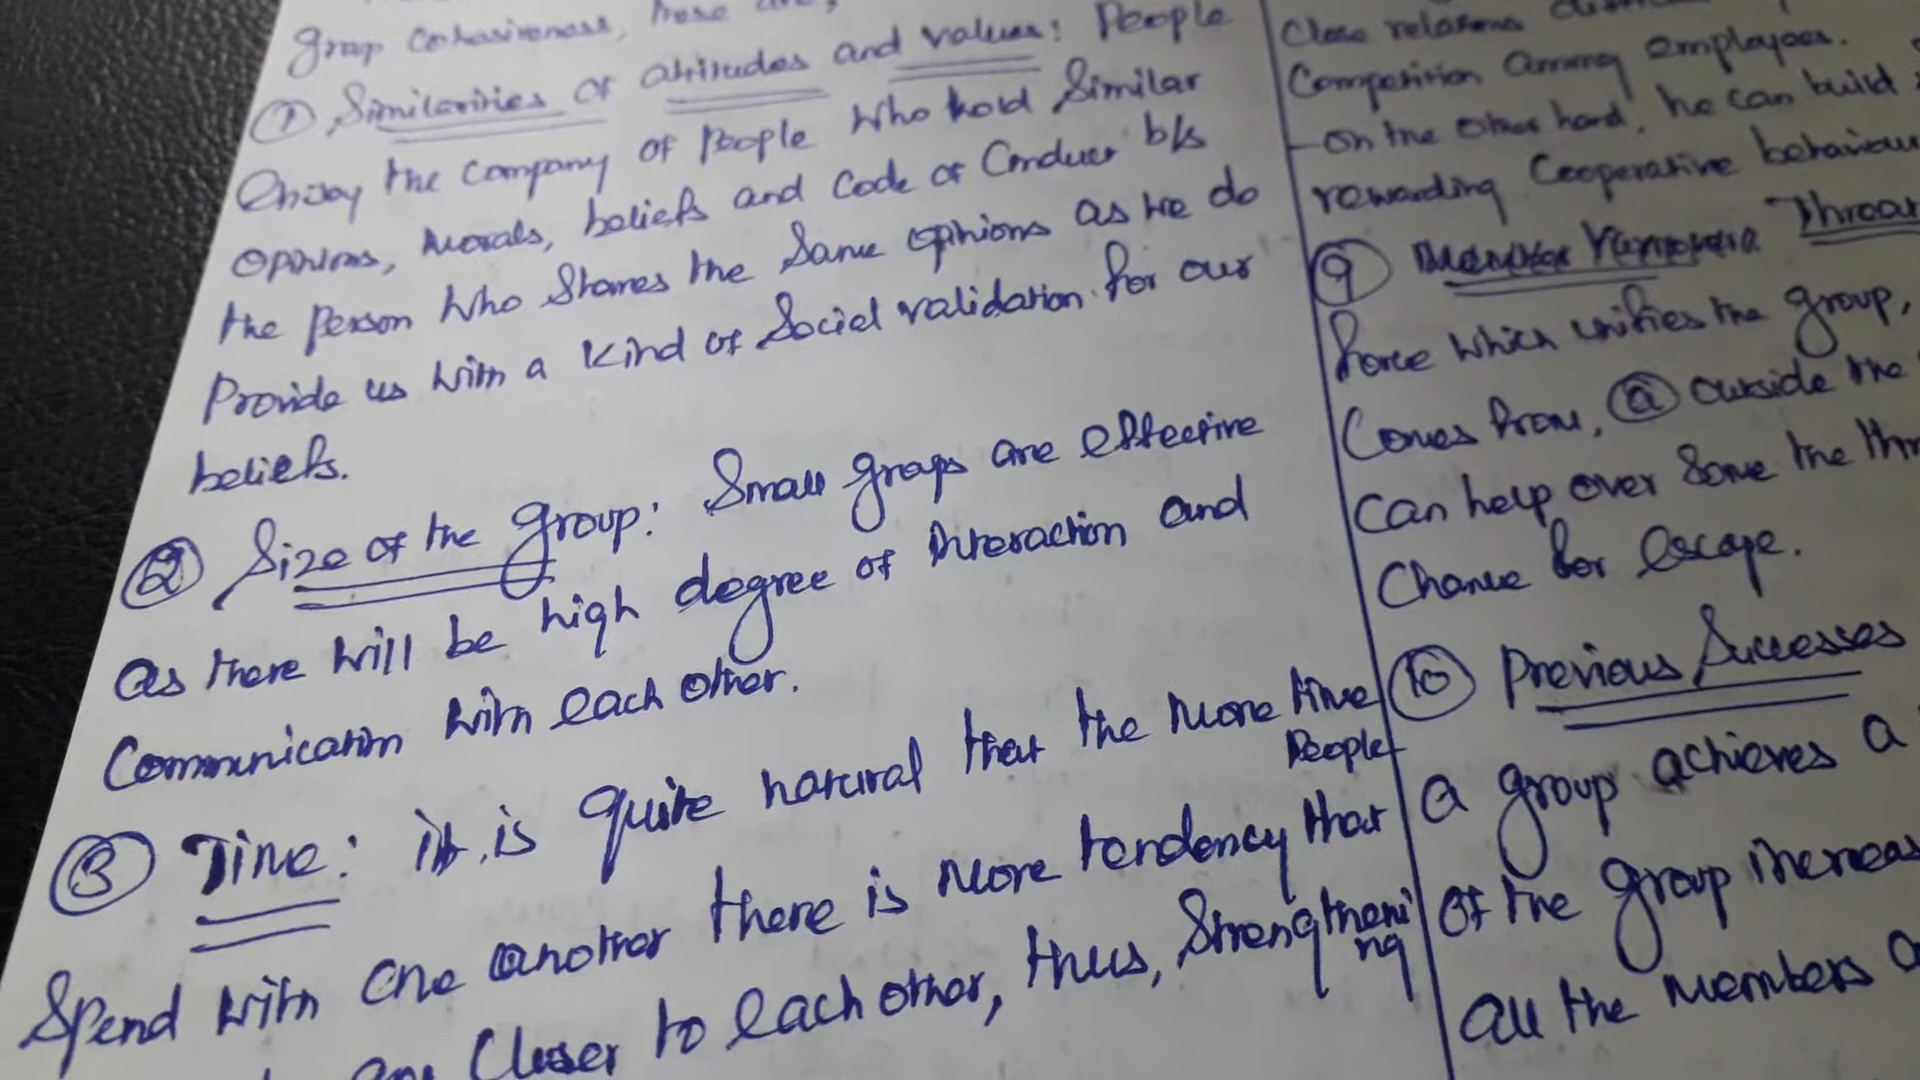 group cohesiveness, these are,
① Similarities of attitudes and values: People
enjoy the company of people who hold similar
opinions, morals, beliefs and code of conduct b/s
the person who shares the same opinions as we do
provide us with a kind of social validation for our
beliefs.
② Size of the group: Small groups are effective
as there will be high degree of interaction and
communication with each other.
③ Time: it is quite natural that the more time
People
spend with one another there is more tendency that
are closer to each other, thus, strengtheni
ng
close relations
competition among employees.
- on the other hand, he can build
rewarding cooperative behaviou
⑨ Threat
force which unifies the group,
comes from, ⓐ outside the
can help over some the thr
chance for escape.
⑩ Previous Successes
a group achieves a
of the group increas
all the members a